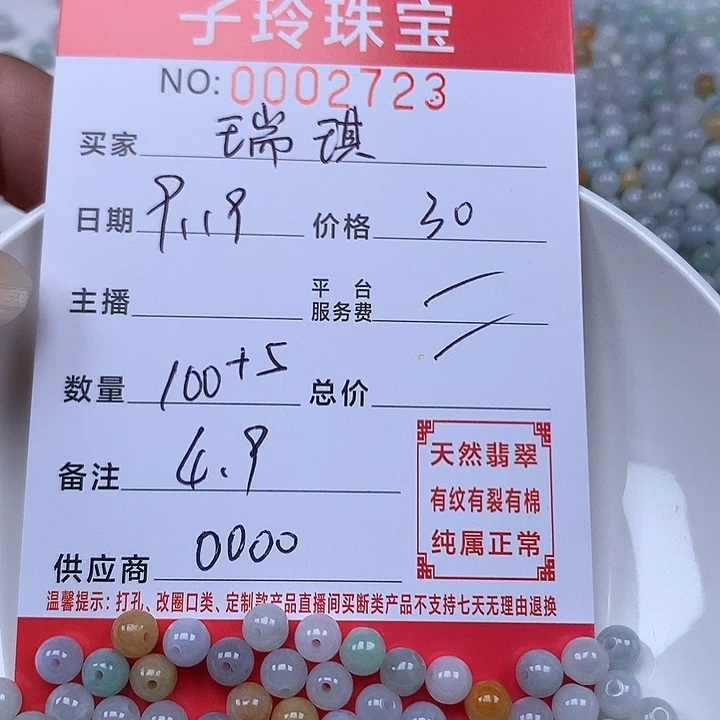 子玲珠宝
NO: 0002723
买家 瑞琪
日期 9.19 价格 30
主播 平台服务费
数量 100+5 总价
备注 4.9
供应商 0000
天然翡翠
有纹有裂有棉
纯属正常
温馨提示：打孔、改圈口类、定制款产品直播间买断类产品不支持七天无理由退换